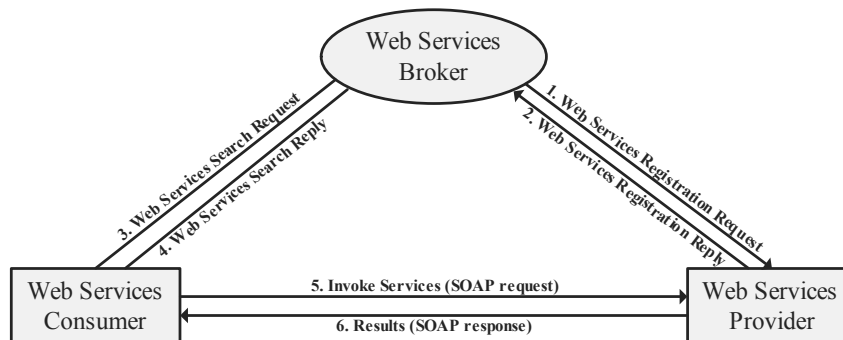 Web Services
Broker
1. Web Services Registration Request
2. Web Services Registration Reply
3. Web Services Search Request
4. Web Services Search Reply
Web Services
Consumer
5. Invoke Services (SOAP request)
6. Results (SOAP response)
Web Services
Provider